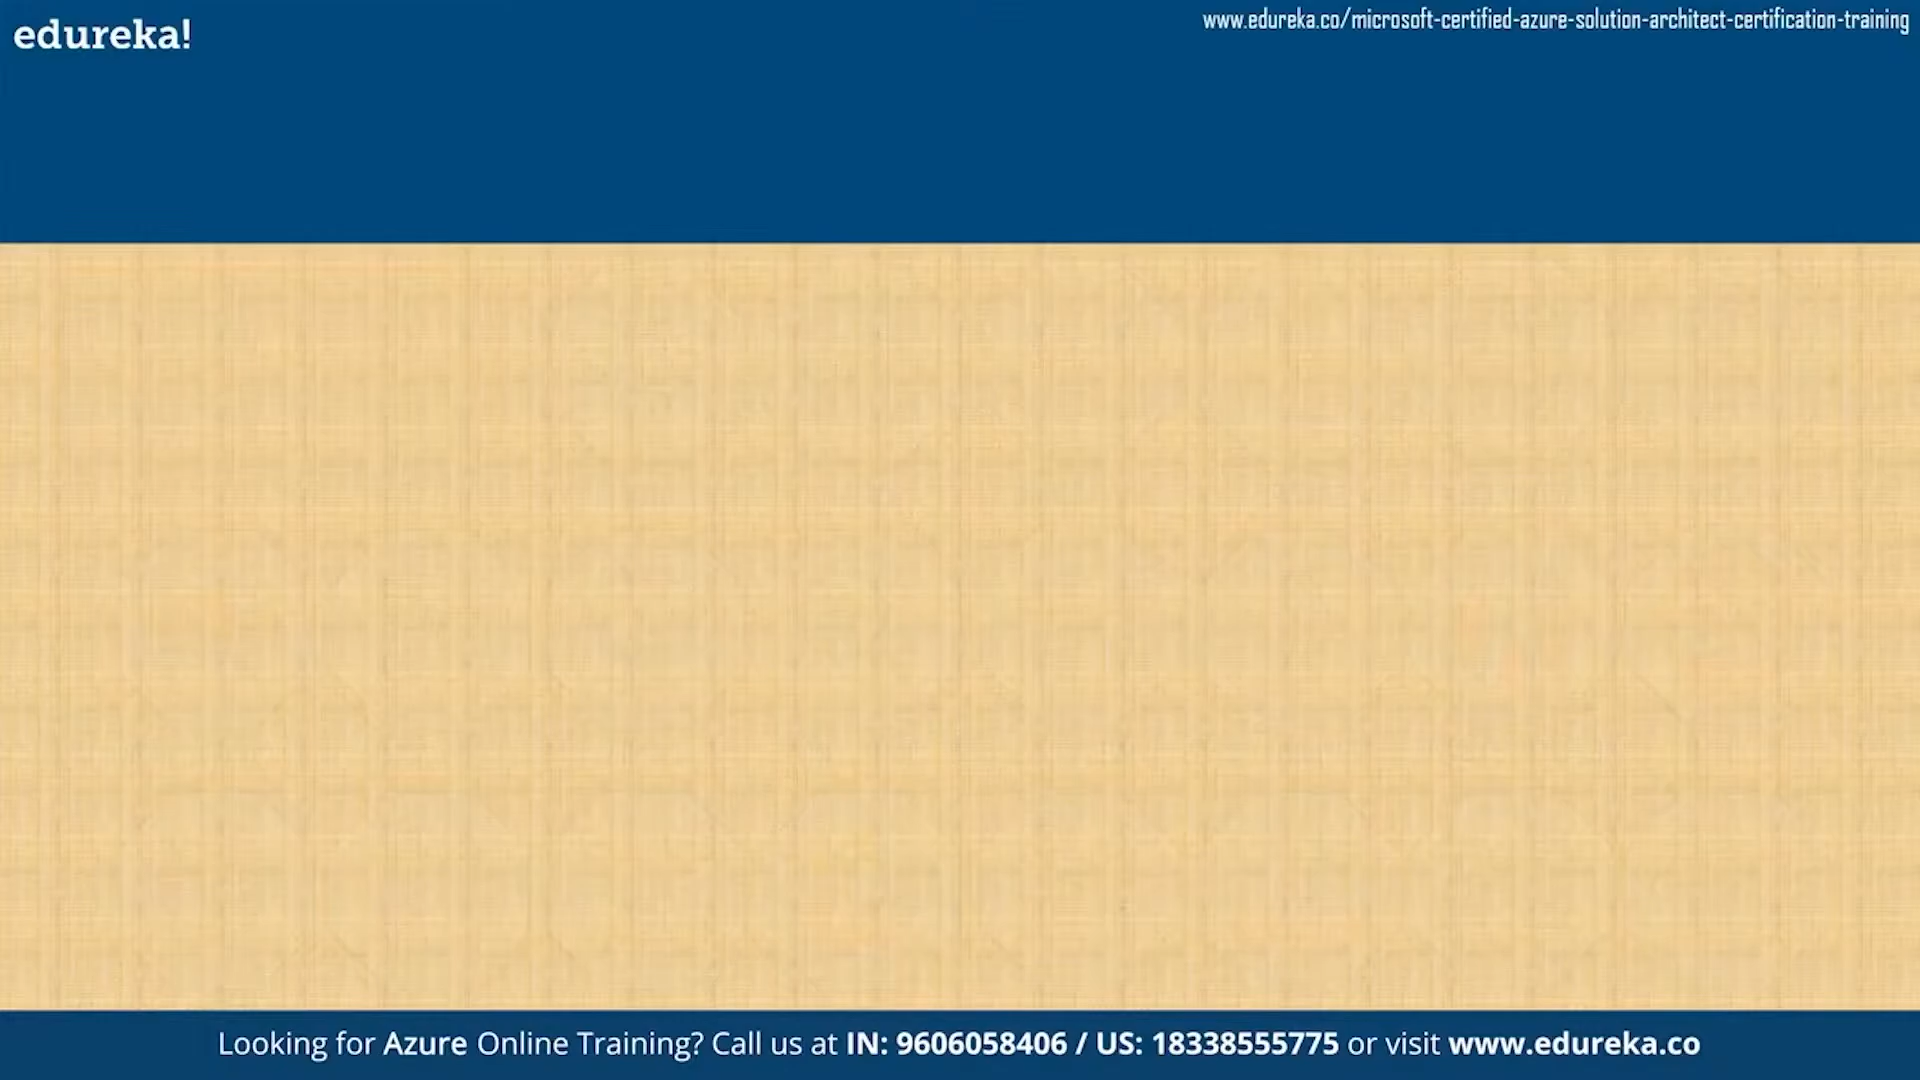 edureka!
www.edureka.co/microsoft-certified-azure-solution-architect-certification-training
Looking for Azure Online Training? Call us at IN: 9606058406 / US: 18338555775 or visit www.edureka.co